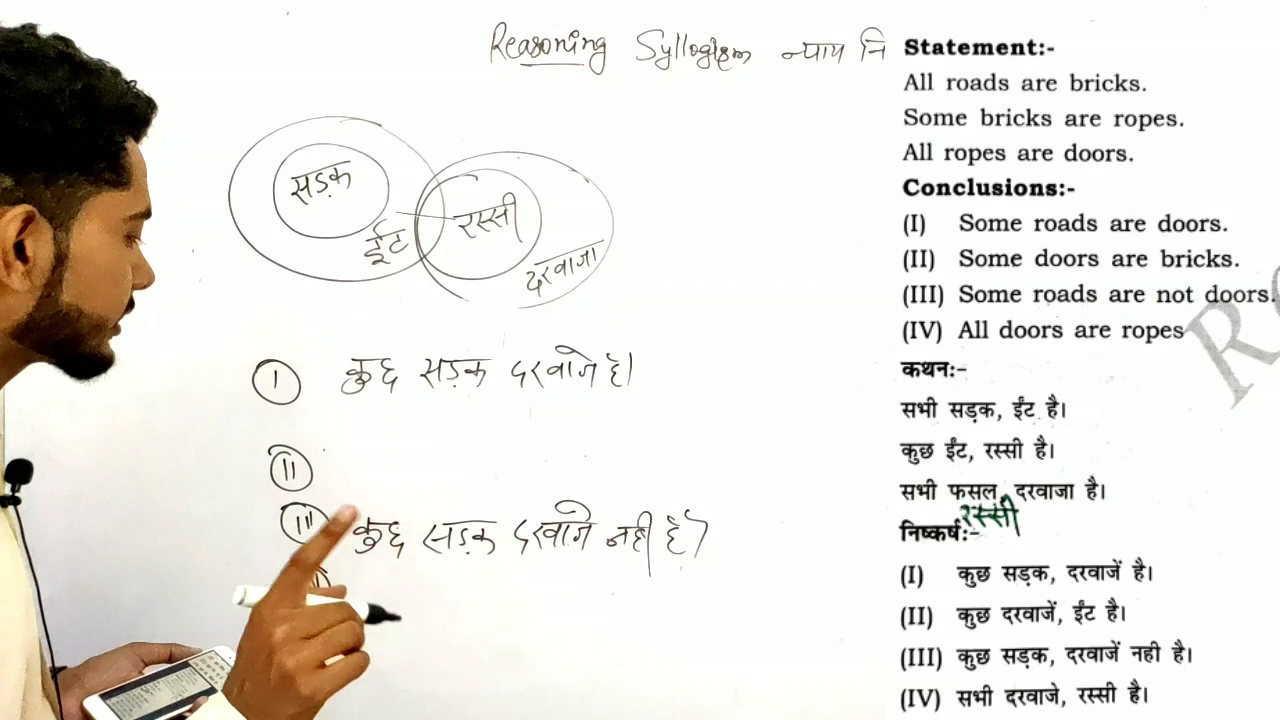 Reasoning Syllogism न्याय नि
सड़क
ईंट
रस्सी
दरवाजा
I कुछ सड़क दरवाजे है।
II
III कुछ सड़क दरवाजे नही है?
Statement:-
All roads are bricks.
Some bricks are ropes.
All ropes are doors.
Conclusions:-
(I) Some roads are doors.
(II) Some doors are bricks.
(III) Some roads are not doors.
(IV) All doors are ropes
कथन:-
सभी सड़क, ईंट है।
कुछ ईंट, रस्सी है।
सभी फसल, दरवाजा है।
रस्सी
निष्कर्ष:-
(I) कुछ सड़क, दरवाजें है।
(II) कुछ दरवाजें, ईंट है।
(III) कुछ सड़क, दरवाजें नही है।
(IV) सभी दरवाजे, रस्सी है।